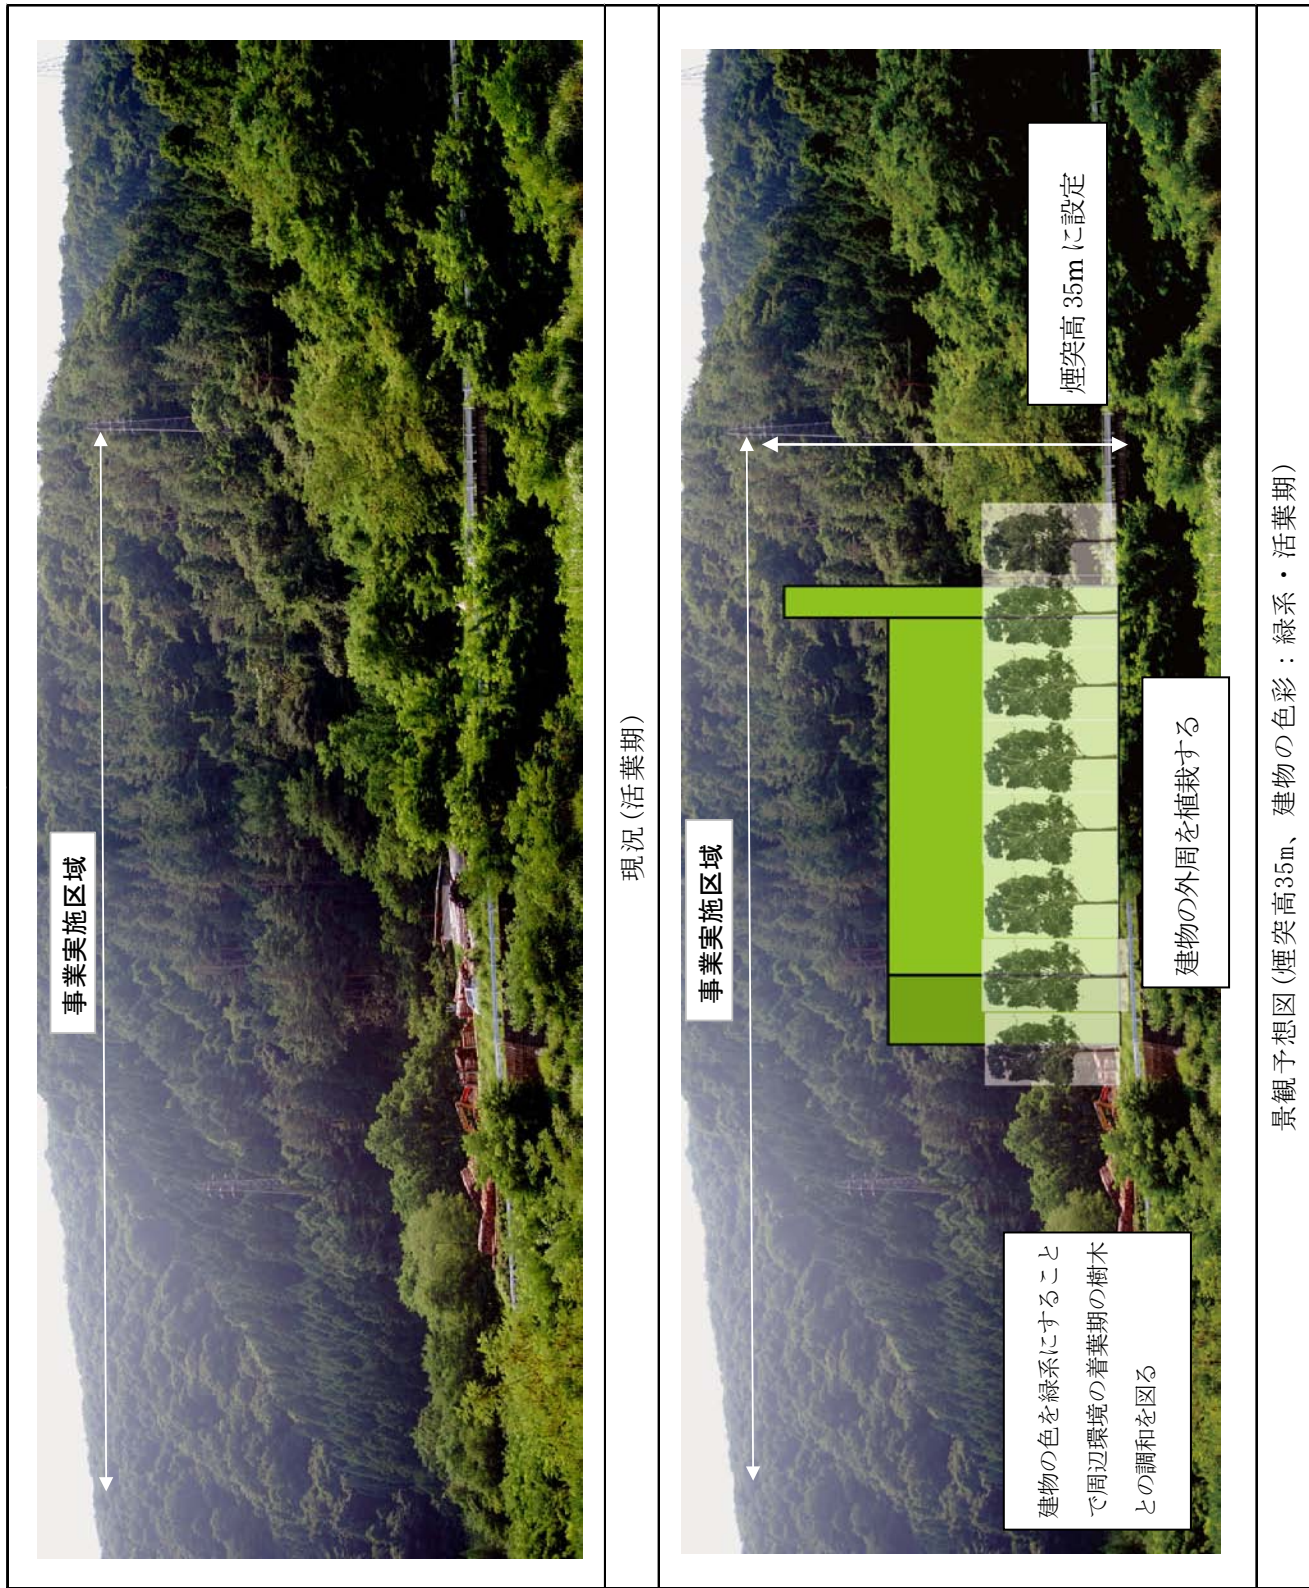 事業実施区域
現況（活葉期）
事業実施区域
煙突高 35m に設定
建物の外周を植栽する
建物の色を緑系にすること
で周辺環境の着葉期の樹木
との調和を図る
景観予想図（煙突高35m、建物の色彩：緑系・活葉期）